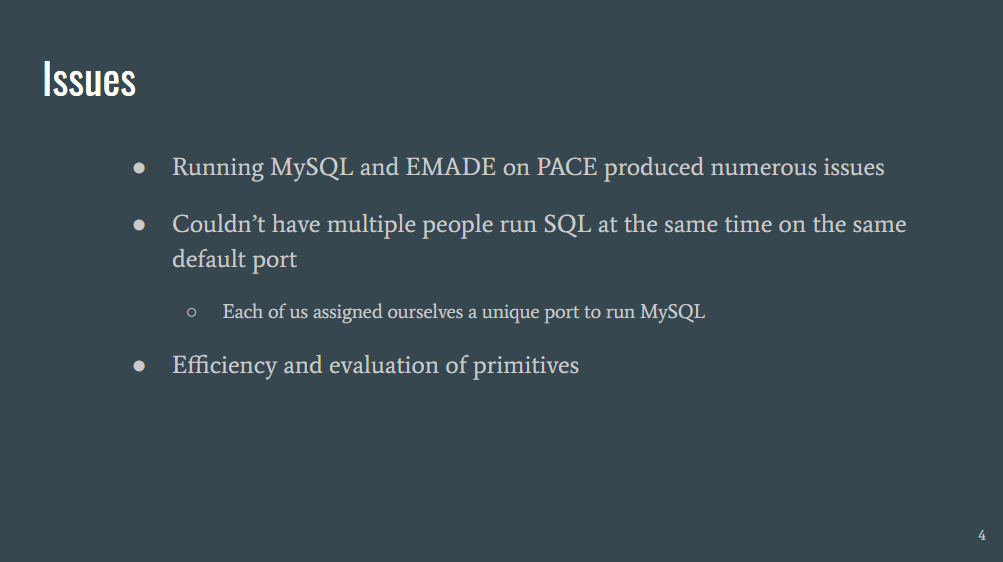 Issues
● Running MySQL and EMADE on PACE produced numerous issues
● Couldn’t have multiple people run SQL at the same time on the same
default port
○ Each of us assigned ourselves a unique port to run MySQL
● Efficiency and evaluation of primitives
4